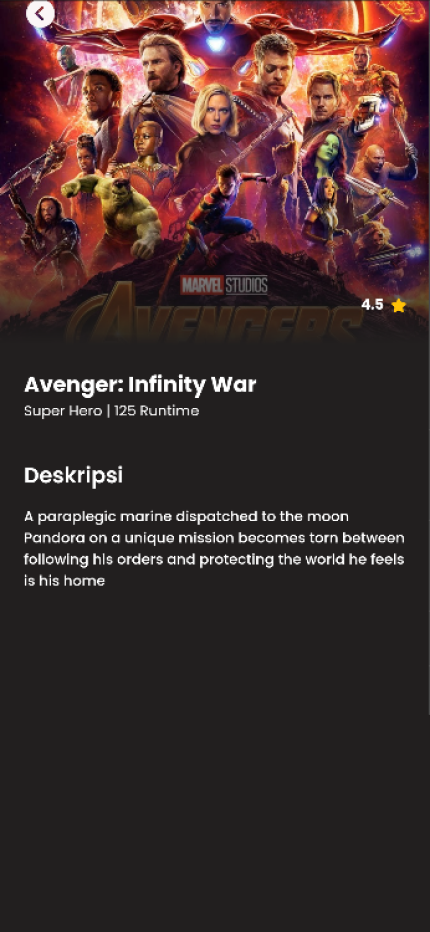 MARVEL STUDIOS
AVENGERS
4.5
Avenger: Infinity War
Super Hero | 125 Runtime
Deskripsi
A paraplegic marine dispatched to the moon
Pandora on a unique mission becomes torn between
following his orders and protecting the world he feels
is his home